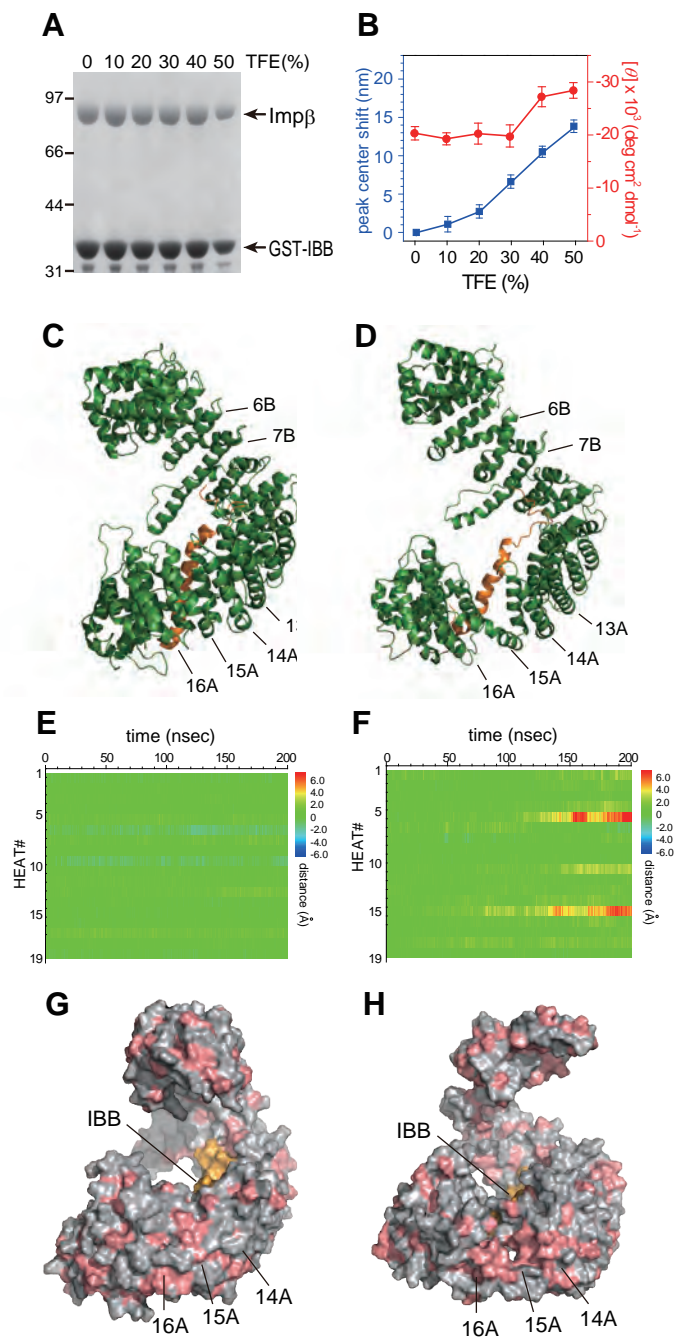 A
0 10 20 30 40 50 TFE(%)
97
66
44
31
Impβ
GST-IBB
B
peak center shift (nm)
20
15
10
5
0
[θ] x 10³ (deg cm² dmol⁻¹)
-30
-20
-10
0
0 10 20 30 40 50
TFE (%)
C
6B
7B
13
14A
15A
16A
D
6B
7B
13A
14A
15A
16A
E
time (nsec)
0 50 100 150 200
HEAT#
1
5
10
15
19
6.0
4.0
2.0
0
-2.0
-4.0
-6.0
distance (Å)
F
time (nsec)
0 50 100 150 200
HEAT#
1
5
10
15
19
6.0
4.0
2.0
0
-2.0
-4.0
-6.0
distance (Å)
G
IBB
14A
15A
16A
H
IBB
16A 15A 14A